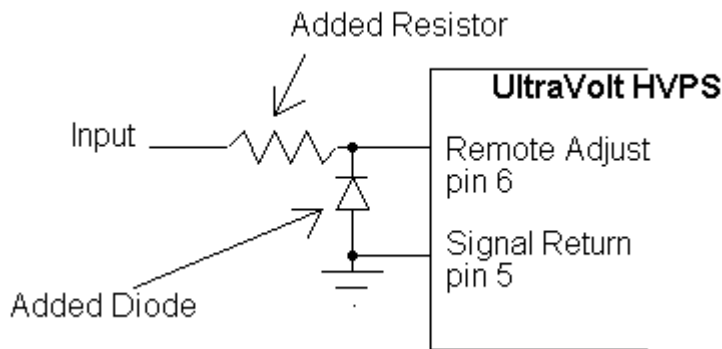 Added Resistor
UltraVolt HVPS
Input
Remote Adjust
pin 6
Signal Return
pin 5
Added Diode